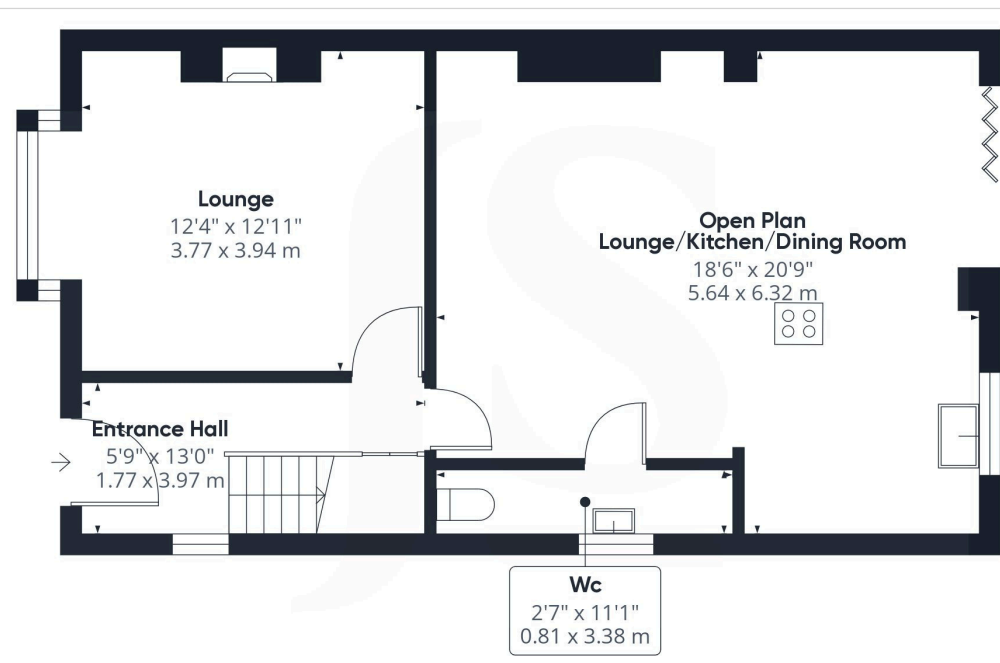 Lounge
12'4" x 12'11"
3.77 x 3.94 m
Open Plan
Lounge/Kitchen/Dining Room
18'6" x 20'9"
5.64 x 6.32 m
Entrance Hall
5'9" x 13'0"
1.77 x 3.97 m
Wc
2'7" x 11'1"
0.81 x 3.38 m
JS